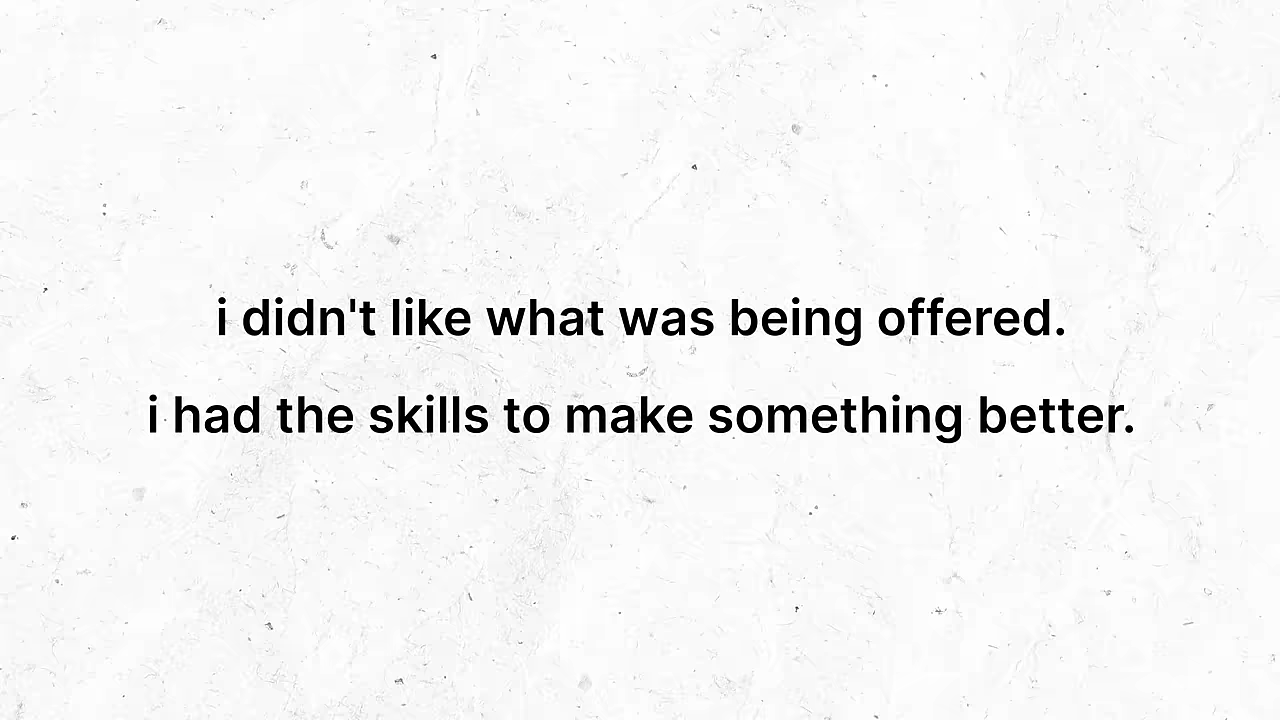 i didn't like what was being offered.
i had the skills to make something better.